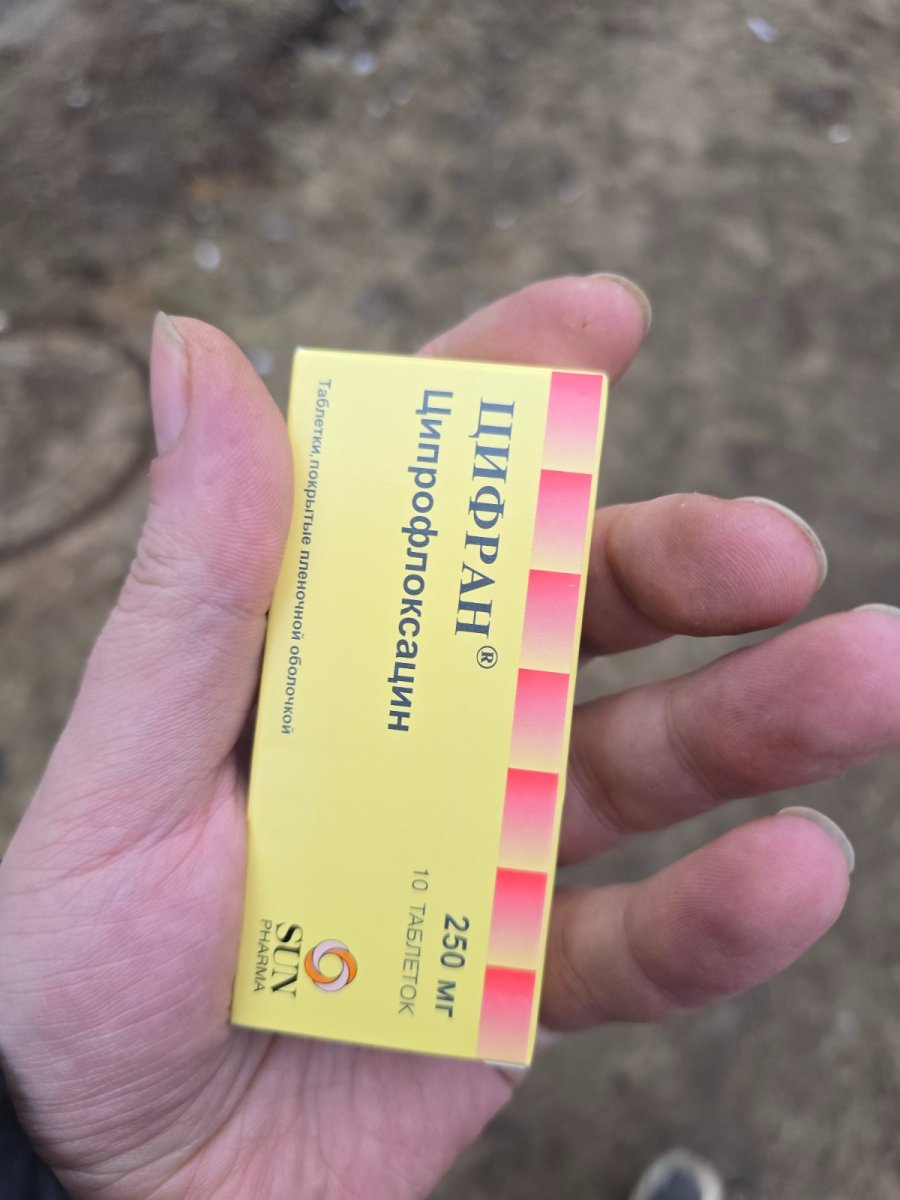 ЦИФРАН®
Ципрофлоксацин
Таблетки, покрытые пленочной оболочкой
250 мг
10 ТАБЛЕТОК
SUN
PHARMA